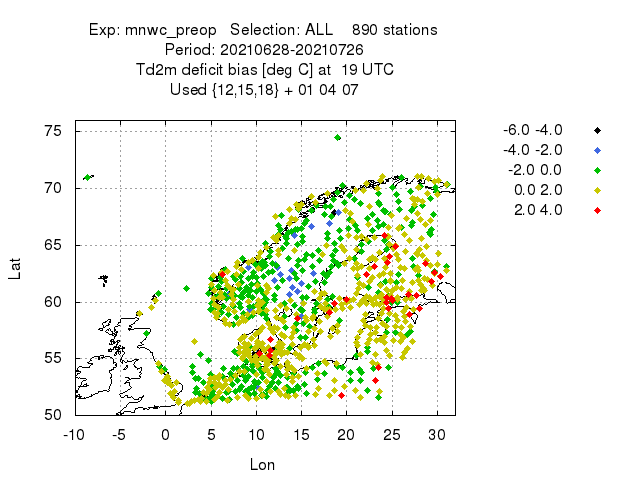 Exp: mnwc_preop   Selection: ALL    890 stations
Period: 20210628-20210726
Td2m deficit bias [deg C] at  19 UTC
Used {12,15,18} + 01 04 07
-6.0 -4.0
-4.0 -2.0
-2.0 0.0
0.0 2.0
2.0 4.0
75
70
65
60
55
50
Lat
-10 -5 0 5 10 15 20 25 30
Lon